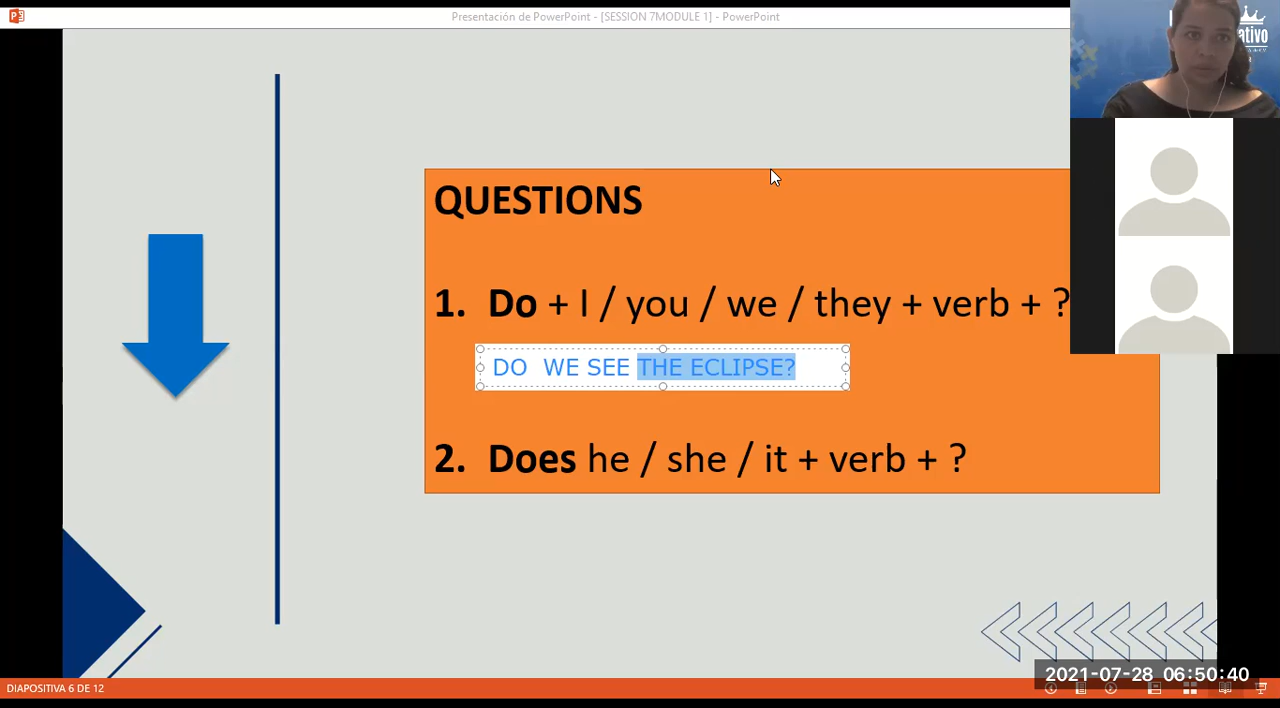 Presentación de PowerPoint - [SESSION 7MODULE 1] - PowerPoint
ativo
QUESTIONS
1. Do + I / you / we / they + verb + ?
DO WE SEE THE ECLIPSE?
2. Does he / she / it + verb + ?
2021-07-28 06:50:40
DIAPOSITIVA 6 DE 12